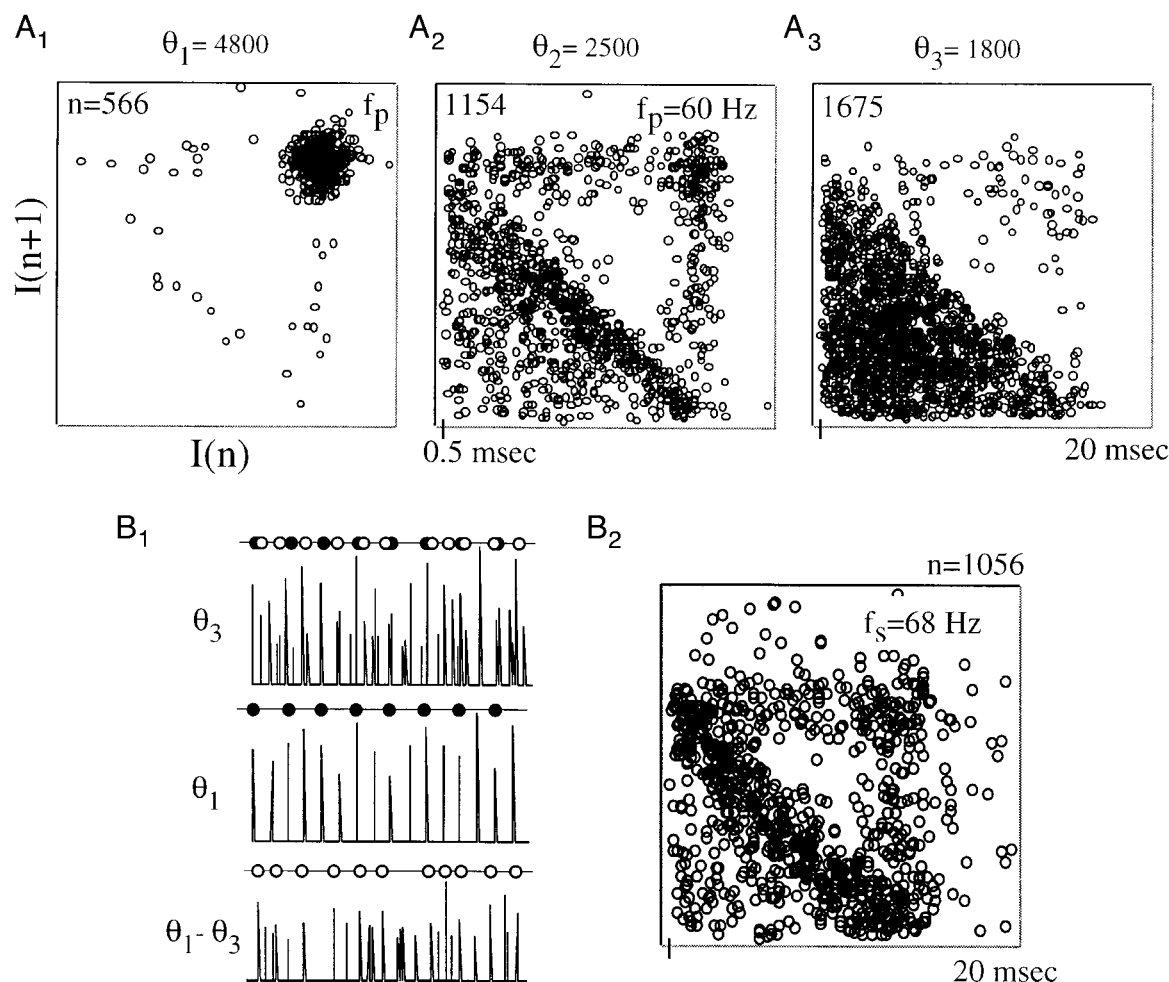 A1
θ1= 4800
A2
θ2= 2500
A3
θ3= 1800
n=566
fp
1154
fp=60 Hz
1675
I(n+1)
I(n)
0.5 msec
20 msec
B1
θ3
θ1
θ1- θ3
B2
n=1056
fs=68 Hz
20 msec